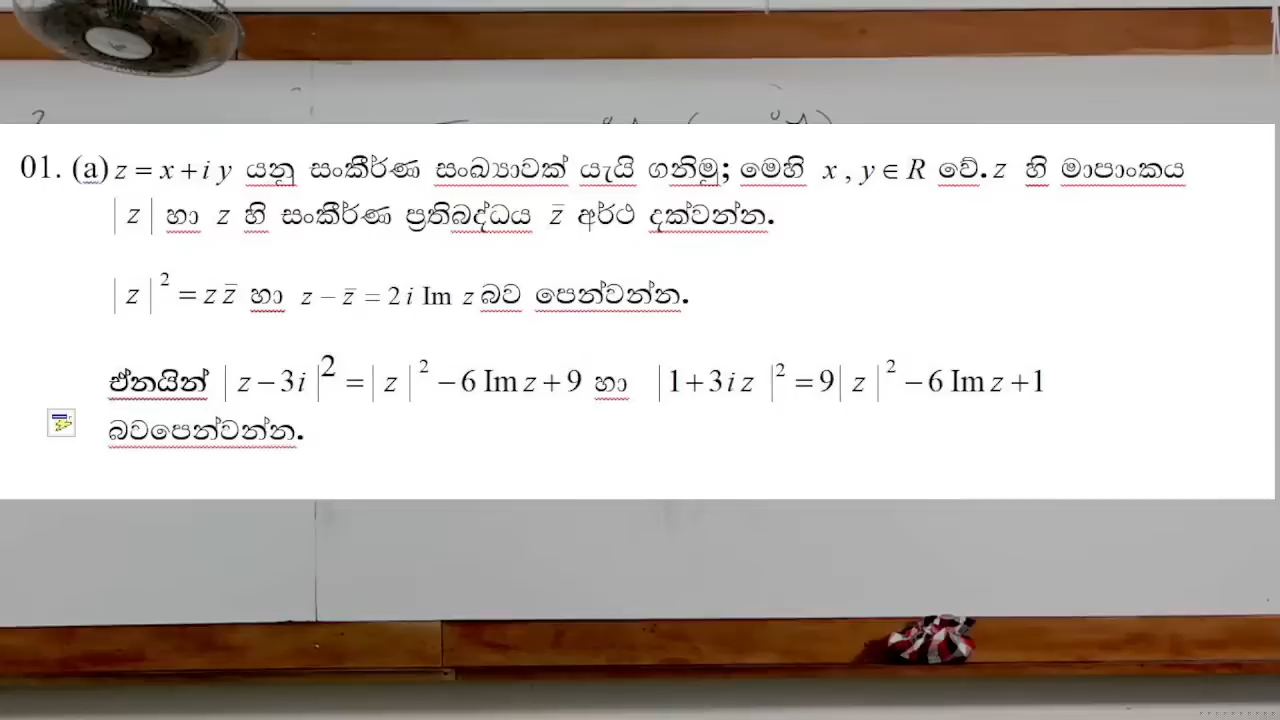 01. (a) z = x + i y යනු සංකීර්ණ සංඛ්‍යාවක් යැයි ගනිමු; මෙහි x , y ∈ R වේ. z හි මාපාංකය
| z | හා z හි සංකීර්ණ ප්‍රතිබද්ධය z̅ අර්ථ දක්වන්න.
| z |² = z z̅ හා z − z̅ = 2 i Im z බව පෙන්වන්න.
ඒනයින් | z − 3i |² = | z |² − 6 Im z + 9 හා | 1 + 3 i z |² = 9 | z |² − 6 Im z + 1
බවපෙන්වන්න.